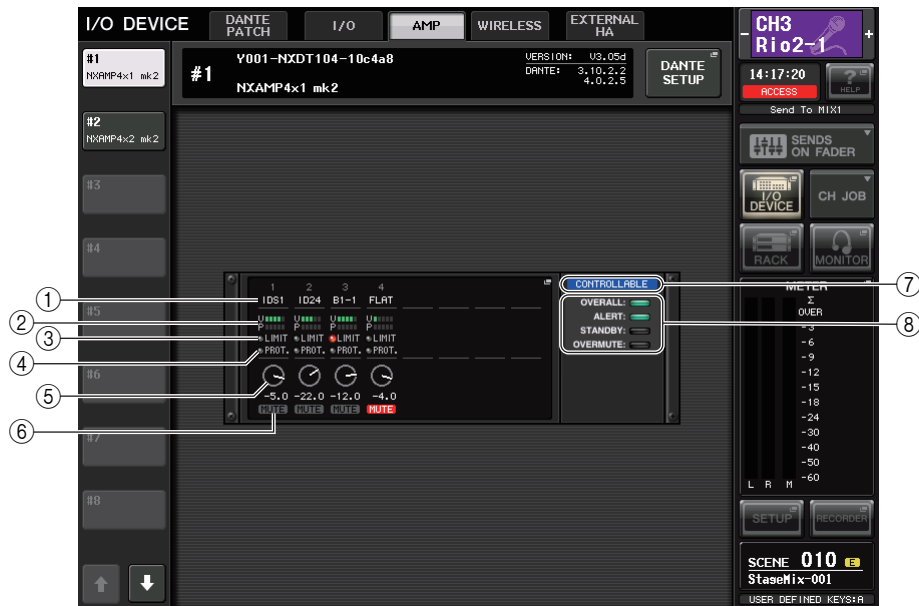 I/O DEVICE
DANTE PATCH
I/O
AMP
WIRELESS
EXTERNAL HA
- CH3 +
Rio2-1
#1
NXAMP4x1 mk2
#1
Y001-NXDT104-10c4a8
NXAMP4x1 mk2
VERSION: V3.05d
DANTE: 3.10.2.2
4.0.2.5
DANTE SETUP
14:17:20
ACCESS
? HELP
Send To MIX1
#2
NXAMP4x2 mk2
SENDS ON FADER
#3
I/O DEVICE
CH JOB
#4
RACK
MONITOR
1 2 3 4
① IDS1 ID24 B1-1 FLAT
CONTROLLABLE ⑦
② V V V V
P P P P
③ LIMIT LIMIT LIMIT LIMIT
④ PROT. PROT. PROT. PROT.
⑤
-5.0 -22.0 -12.0 -4.0
⑥ MUTE MUTE MUTE MUTE
OVERALL:
ALERT:
STANDBY:
OVERMUTE:
⑧
METER
Σ
OVER
-3
-6
-9
-12
-15
-18
-24
-30
-40
-50
-60
L R M
#5
#6
#7
#8
SETUP
RECORDER
SCENE 010 E
StageMix-001
USER DEFINED KEYS:A